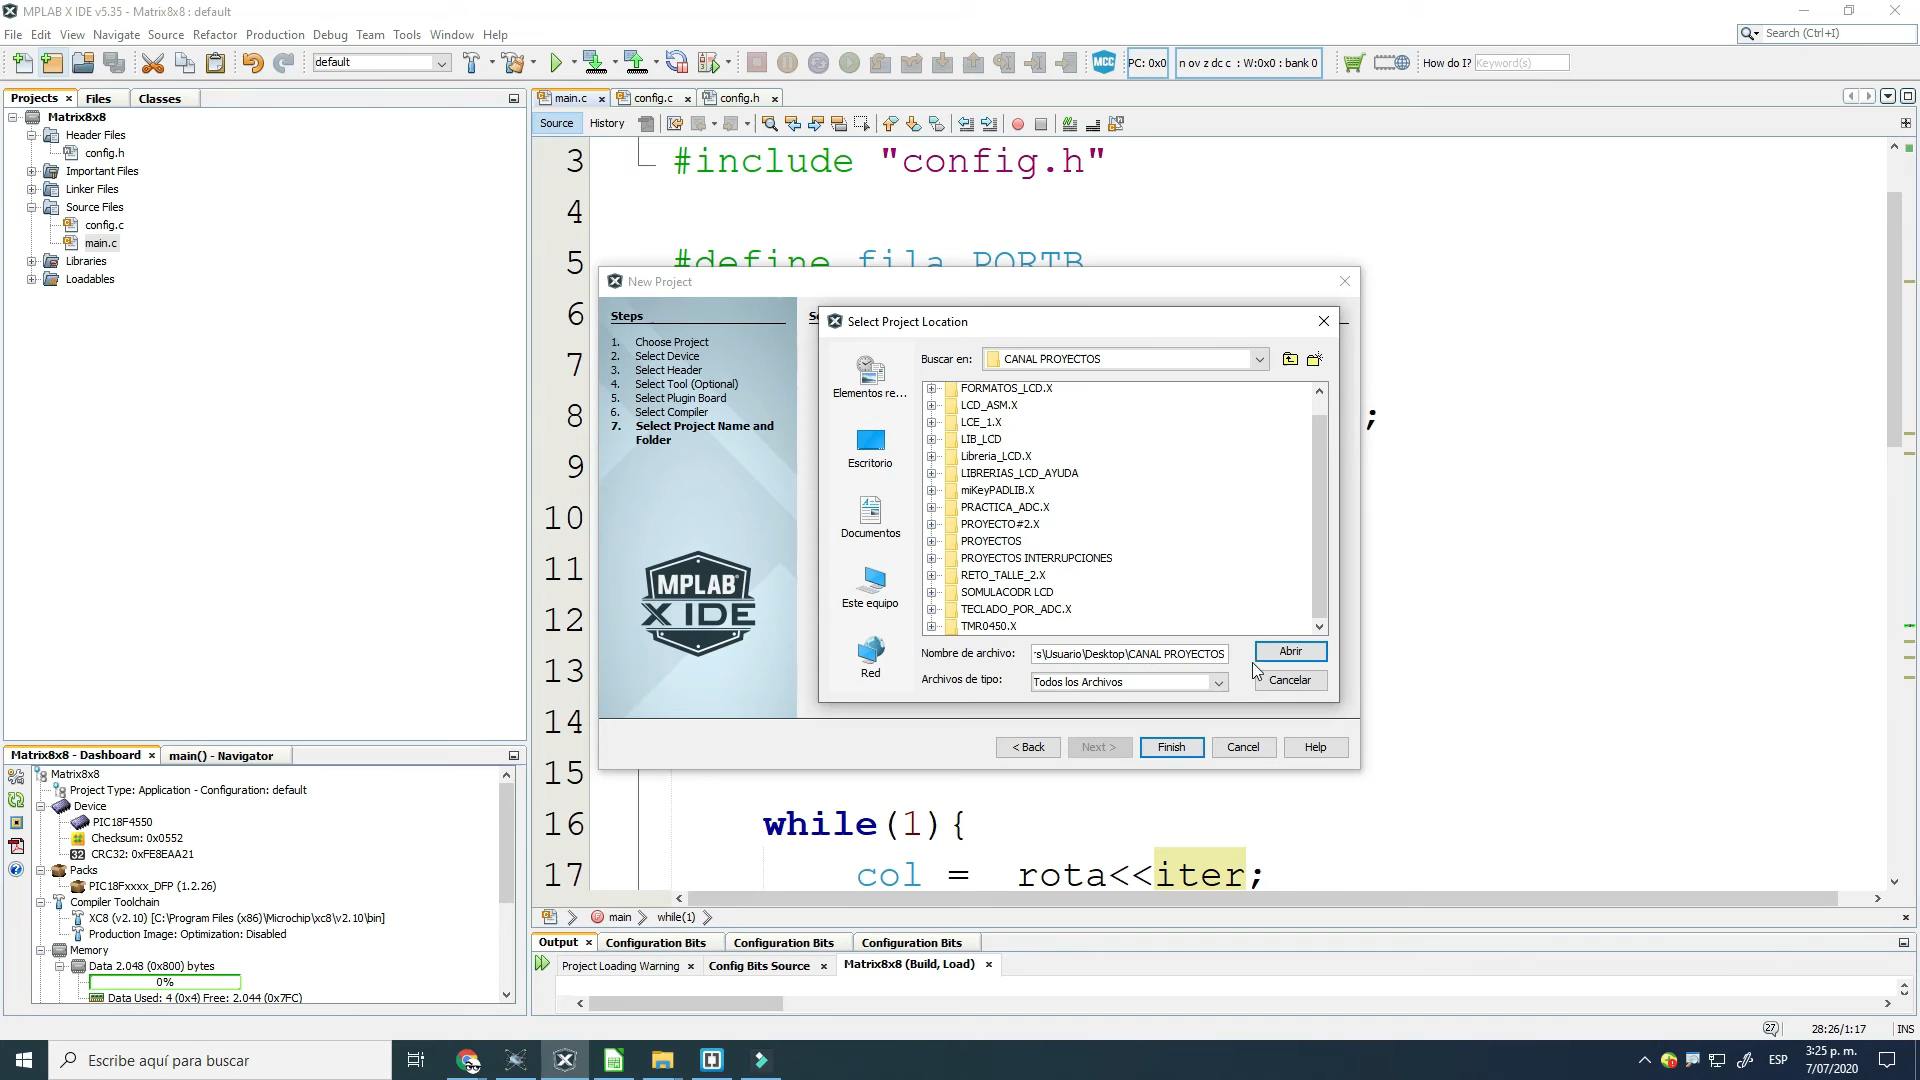 MPLAB X IDE v5.35 - Matrix8x8 : default
File Edit View Navigate Source Refactor Production Debug Team Tools Window Help
Search (Ctrl+I)
default
MCC
PC: 0x0
n ov z dc c : W:0x0 : bank 0
How do I? Keyword(s)
Projects Files Classes
main.c config.c config.h
Matrix8x8
Header Files
config.h
Important Files
Linker Files
Source Files
config.c
main.c
Libraries
Loadables
Source History
3 #include "config.h"
4
5 #define fila PORTB
6
7
8 ;
9
10
11
12
13
14
15
16 while(1){
17 col = rota<<iter;
New Project
Steps
1. Choose Project
2. Select Device
3. Select Header
4. Select Tool (Optional)
5. Select Plugin Board
6. Select Compiler
7. Select Project Name and
Folder
MPLAB
X IDE
Select Project Location
Buscar en: CANAL PROYECTOS
Elementos re...
Escritorio
Documentos
Este equipo
Red
FORMATOS_LCD.X
LCD_ASM.X
LCE_1.X
LIB_LCD
Libreria_LCD.X
LIBRERIAS_LCD_AYUDA
miKeyPADLIB.X
PRACTICA_ADC.X
PROYECTO#2.X
PROYECTOS
PROYECTOS INTERRUPCIONES
RETO_TALLE_2.X
SOMULACODR LCD
TECLADO_POR_ADC.X
TMR0450.X
Nombre de archivo: s\Usuario\Desktop\CANAL PROYECTOS Abrir
Archivos de tipo: Todos los Archivos Cancelar
< Back Next > Finish Cancel Help
Matrix8x8 - Dashboard main() - Navigator
Matrix8x8
Project Type: Application - Configuration: default
Device
PIC18F4550
Checksum: 0x0552
CRC32: 0xFE8EAA21
Packs
PIC18Fxxxx_DFP (1.2.26)
Compiler Toolchain
XC8 (v2.10) [C:\Program Files (x86)\Microchip\xc8\v2.10\bin]
Production Image: Optimization: Disabled
Memory
Data 2.048 (0x800) bytes
0%
Data Used: 4 (0x4) Free: 2.044 (0x7FC)
main while(1)
Output Configuration Bits Configuration Bits Configuration Bits
Project Loading Warning Config Bits Source Matrix8x8 (Build, Load)
27 28:26/1:17 INS
Escribe aquí para buscar
ESP
3:25 p. m.
7/07/2020